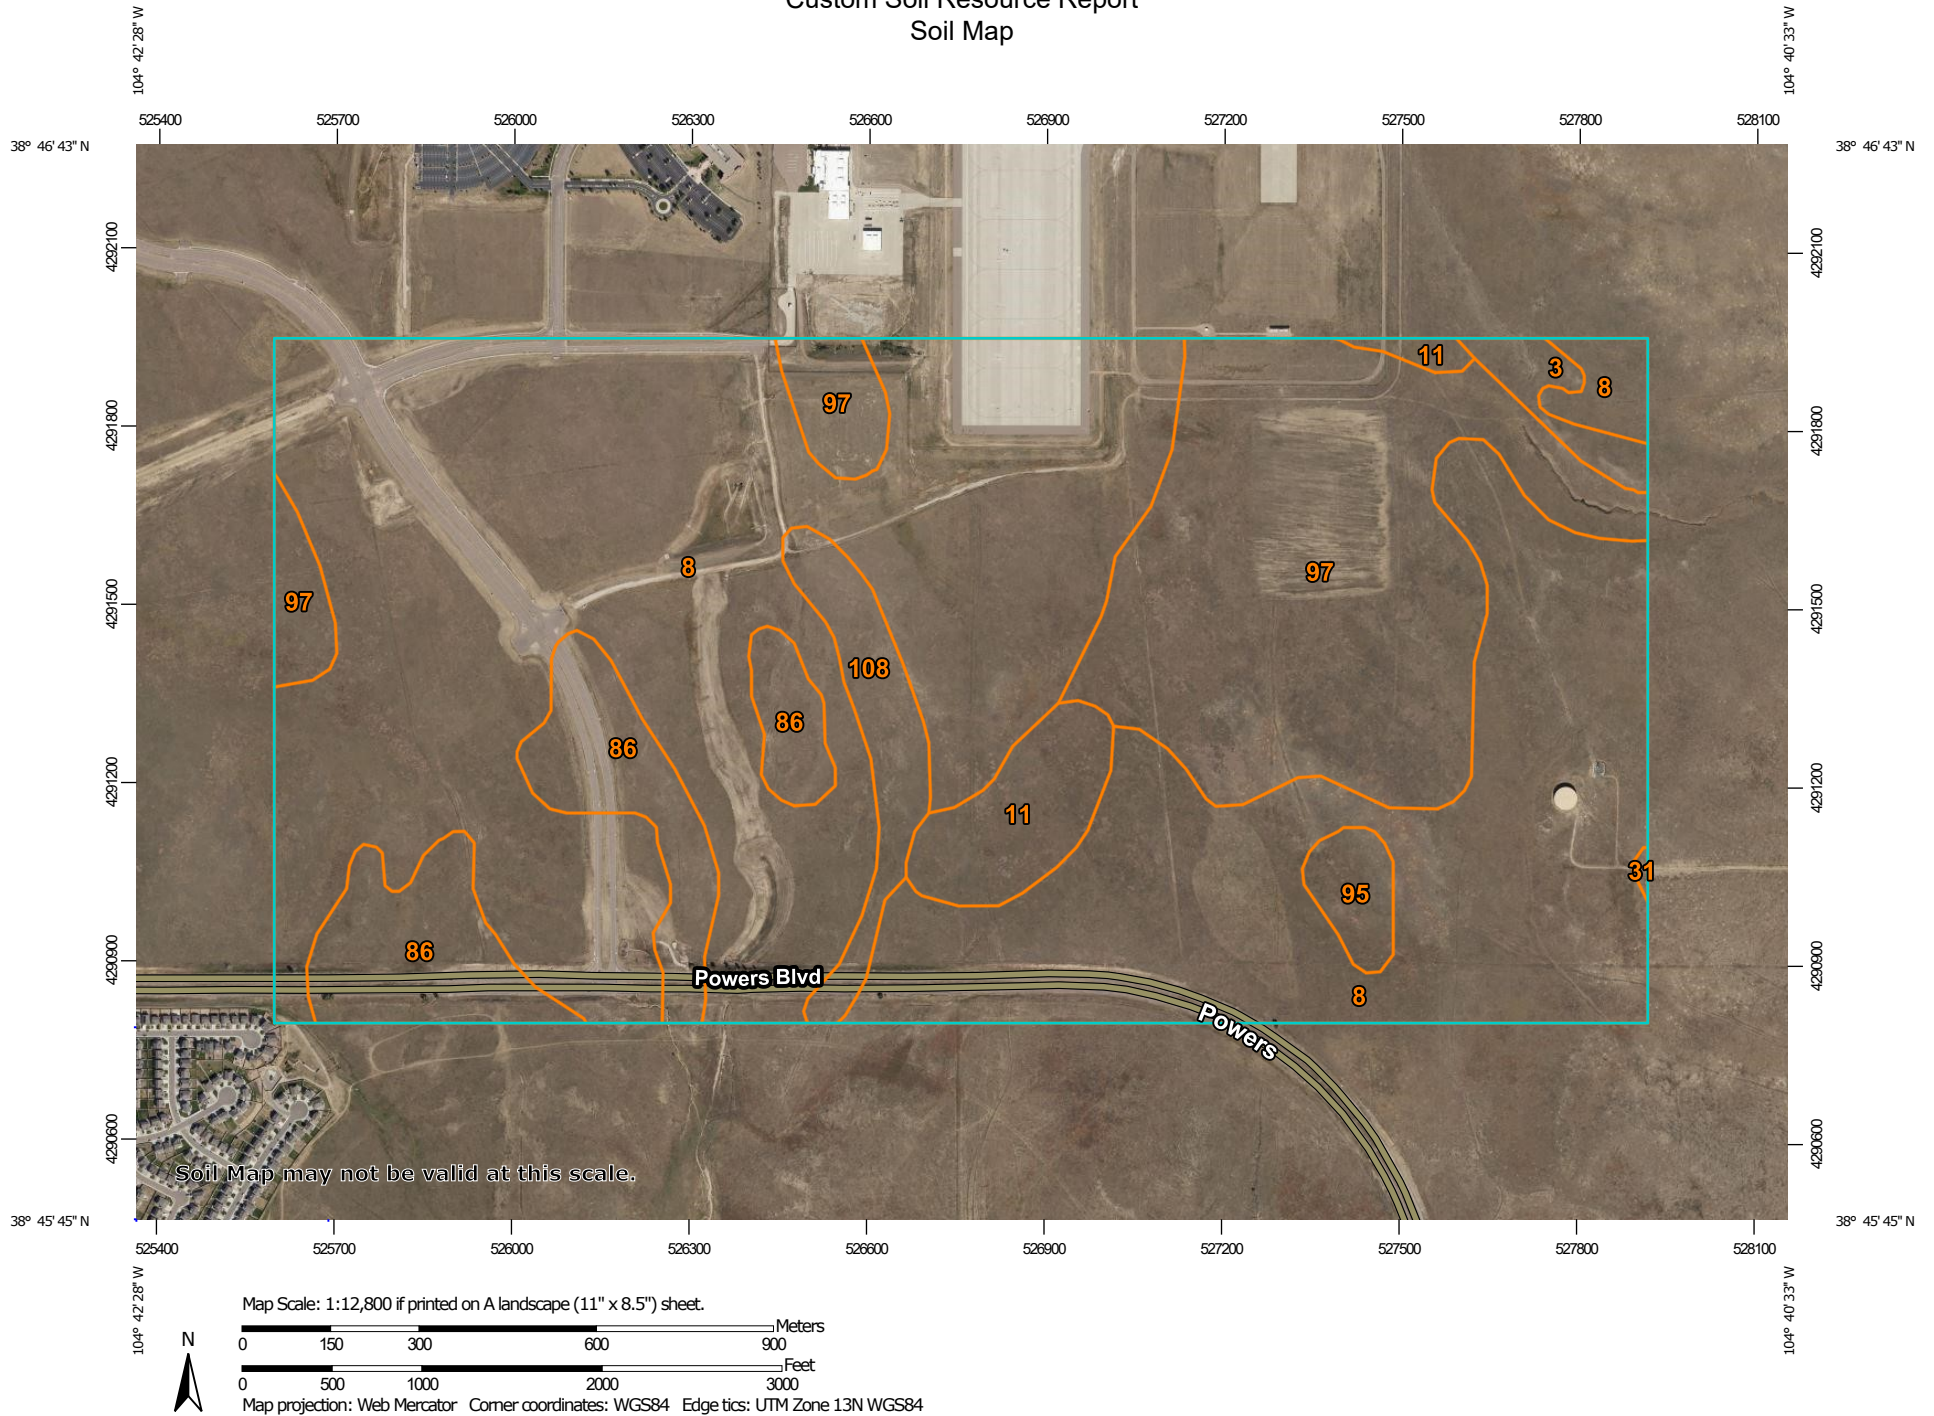 Custom Soil Resource Report
Soil Map
104° 42' 28" W
104° 40' 33" W
525400 525700 526000 526300 526600 526900 527200 527500 527800 528100
38° 46' 43" N
38° 46' 43" N
4292100
4292100
11
3
8
97
4291800
4291800
8
97
97
4291500
4291500
108
86
86
4291200
4291200
11
31
95
86
4290900
4290900
Powers Blvd
8
Powers
4290600
4290600
Soil Map may not be valid at this scale.
38° 45' 45" N
38° 45' 45" N
525400 525700 526000 526300 526600 526900 527200 527500 527800 528100
104° 42' 28" W
104° 40' 33" W
Map Scale: 1:12,800 if printed on A landscape (11" x 8.5") sheet.
N
Meters
0 150 300 600 900
Feet
0 500 1000 2000 3000
Map projection: Web Mercator Corner coordinates: WGS84 Edge tics: UTM Zone 13N WGS84